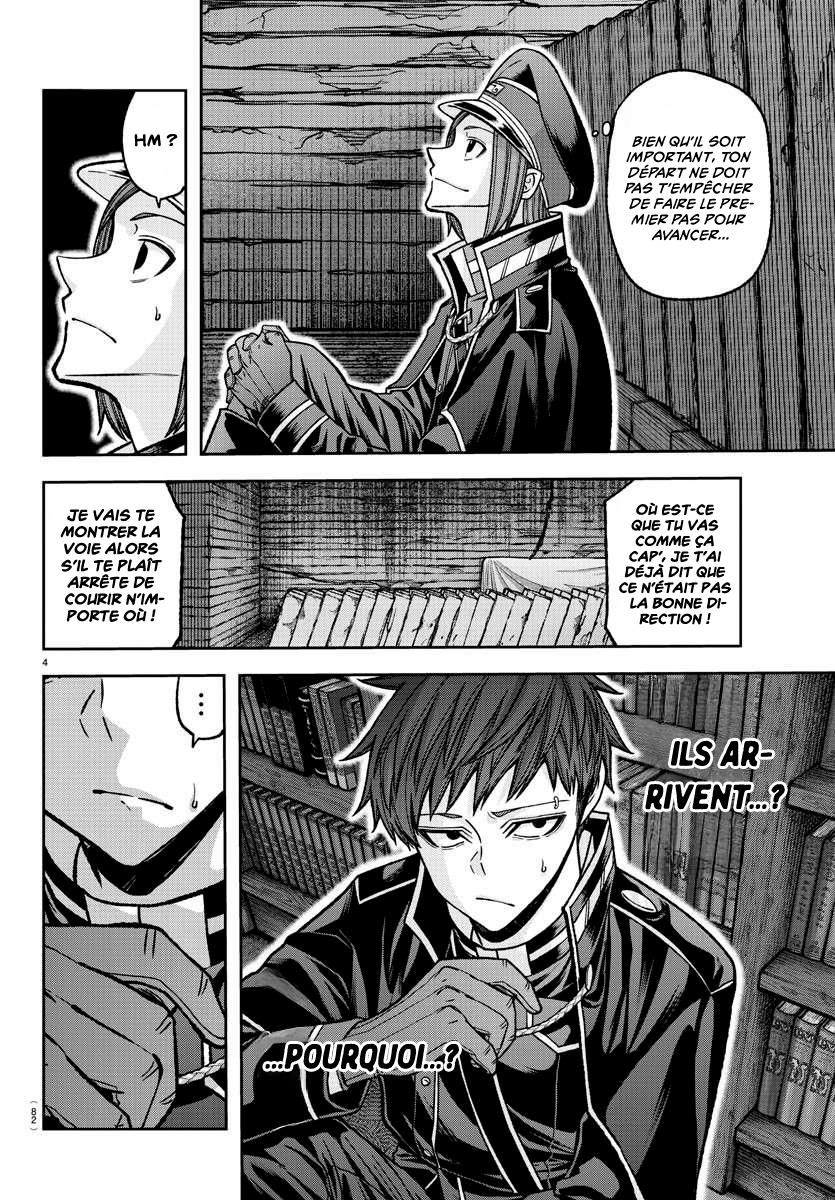 BIEN QU'IL SOIT
IMPORTANT, TON
DÉPART NE DOIT
PAS T'EMPÊCHER
DE FAIRE LE PRE-
MIER PAS POUR
AVANCER...
HM ?
OÙ EST-CE
QUE TU VAS
COMME ÇA
CAP', JE T'AI
DÉJÀ DIT QUE
CE N'ÉTAIT PAS
LA BONNE DI-
RECTION !
JE VAIS TE
MONTRER LA
VOIE ALORS
S'IL TE PLAÎT
ARRÊTE DE
COURIR N'IM-
PORTE OÙ !
4
ILS AR-
RIVENT...?
...POURQUOI...?
...
(82)